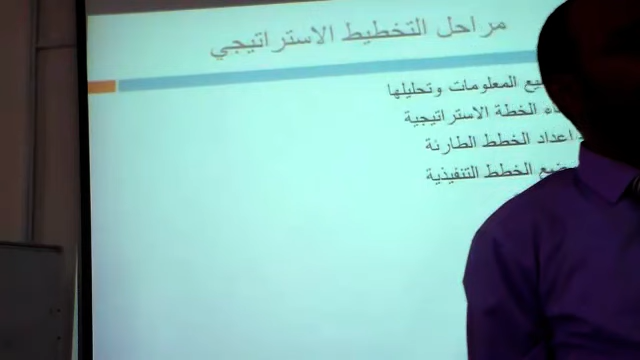 مراحل التخطيط الاستراتيجي
المعلومات وتحليلها
الخطة الاستراتيجية
اعداد الخطط الطارئة
الخطط التنفيذية